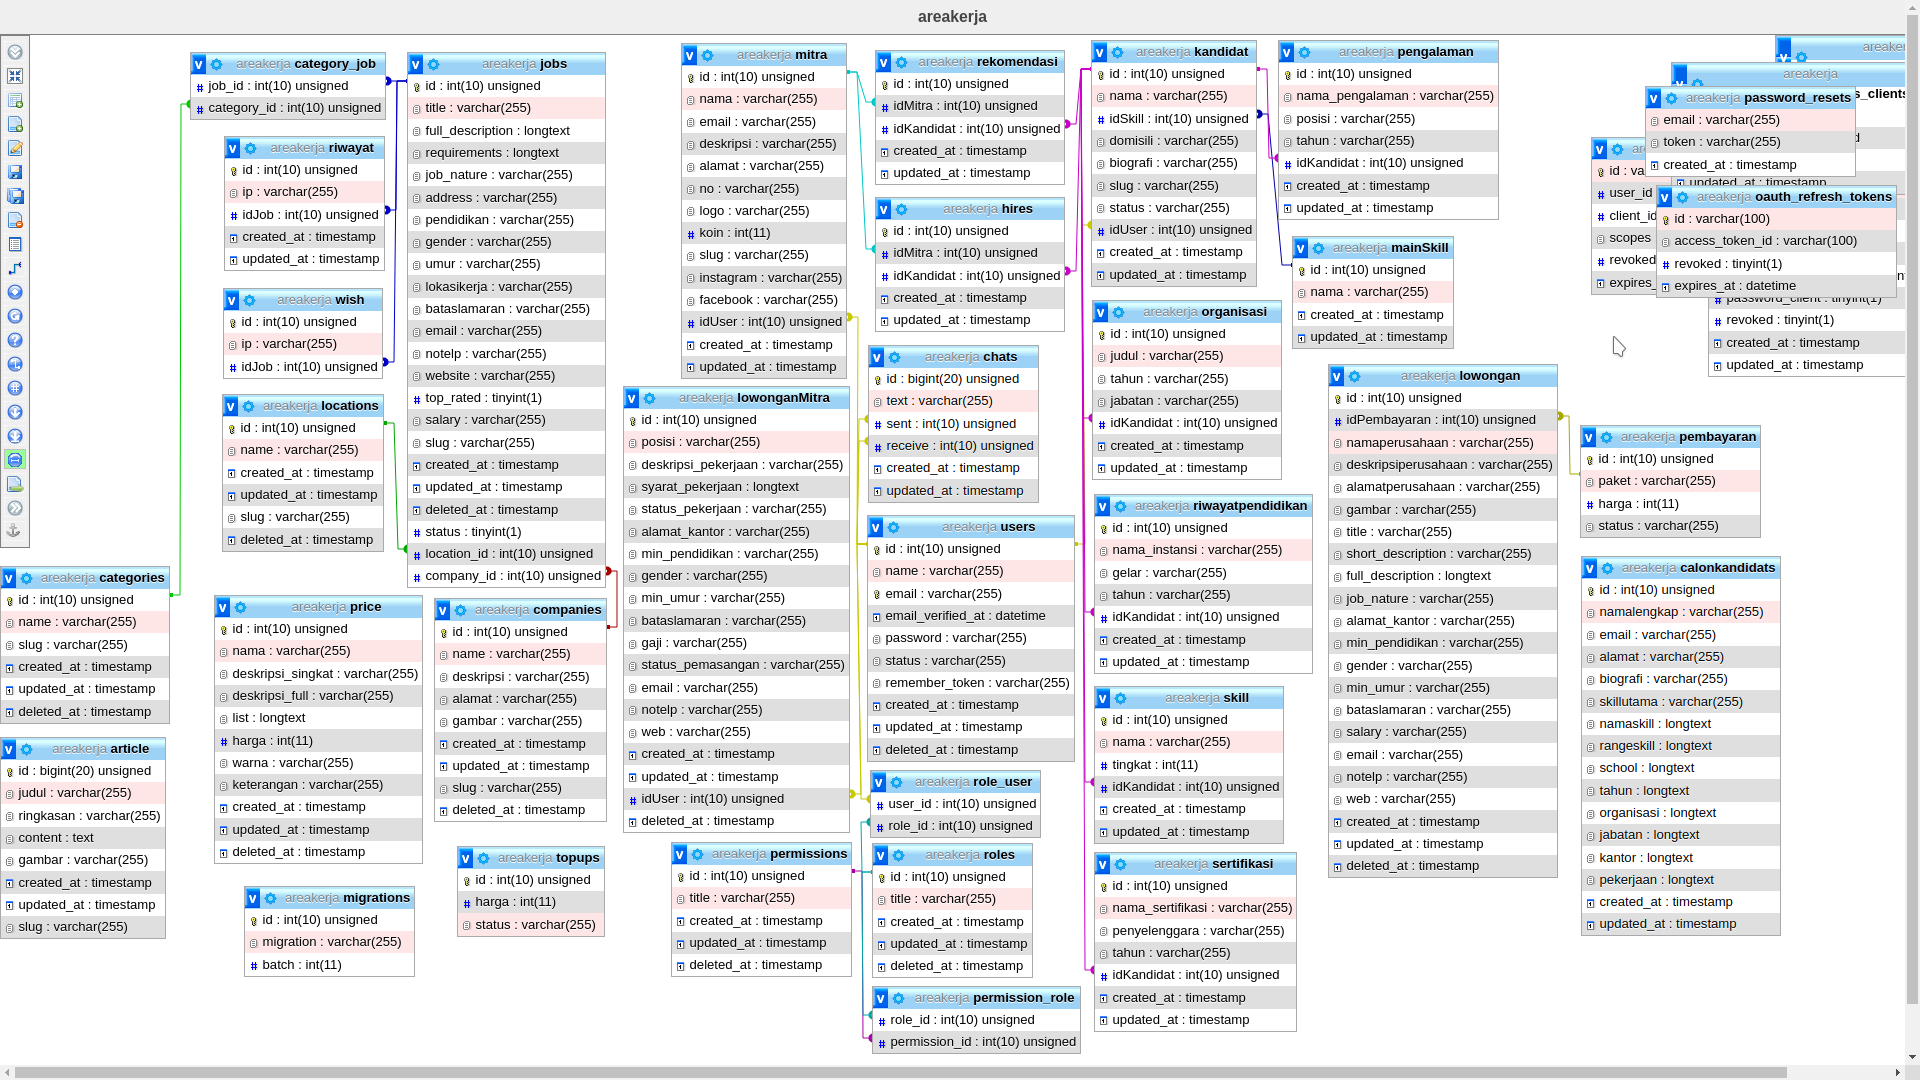 areakerja
areakerja category_job
job_id : int(10) unsigned
category_id : int(10) unsigned
areakerja riwayat
id : int(10) unsigned
ip : varchar(255)
idJob : int(10) unsigned
created_at : timestamp
updated_at : timestamp
areakerja wish
id : int(10) unsigned
ip : varchar(255)
idJob : int(10) unsigned
areakerja locations
id : int(10) unsigned
name : varchar(255)
created_at : timestamp
updated_at : timestamp
slug : varchar(255)
deleted_at : timestamp
areakerja categories
id : int(10) unsigned
name : varchar(255)
slug : varchar(255)
created_at : timestamp
updated_at : timestamp
deleted_at : timestamp
areakerja article
id : bigint(20) unsigned
judul : varchar(255)
ringkasan : varchar(255)
content : text
gambar : varchar(255)
created_at : timestamp
updated_at : timestamp
slug : varchar(255)
areakerja price
id : int(10) unsigned
nama : varchar(255)
deskripsi_singkat : varchar(255)
deskripsi_full : varchar(255)
list : longtext
harga : int(11)
warna : varchar(255)
keterangan : varchar(255)
created_at : timestamp
updated_at : timestamp
deleted_at : timestamp
areakerja migrations
id : int(10) unsigned
migration : varchar(255)
batch : int(11)
areakerja jobs
id : int(10) unsigned
title : varchar(255)
full_description : longtext
requirements : longtext
job_nature : varchar(255)
address : varchar(255)
pendidikan : varchar(255)
gender : varchar(255)
umur : varchar(255)
lokasikerja : varchar(255)
bataslamaran : varchar(255)
email : varchar(255)
notelp : varchar(255)
website : varchar(255)
top_rated : tinyint(1)
salary : varchar(255)
slug : varchar(255)
created_at : timestamp
updated_at : timestamp
deleted_at : timestamp
status : tinyint(1)
location_id : int(10) unsigned
company_id : int(10) unsigned
areakerja companies
id : int(10) unsigned
name : varchar(255)
deskripsi : varchar(255)
alamat : varchar(255)
gambar : varchar(255)
created_at : timestamp
updated_at : timestamp
slug : varchar(255)
deleted_at : timestamp
areakerja topups
id : int(10) unsigned
harga : int(11)
status : varchar(255)
areakerja mitra
id : int(10) unsigned
nama : varchar(255)
email : varchar(255)
deskripsi : varchar(255)
alamat : varchar(255)
no : varchar(255)
logo : varchar(255)
koin : int(11)
slug : varchar(255)
instagram : varchar(255)
facebook : varchar(255)
idUser : int(10) unsigned
created_at : timestamp
updated_at : timestamp
areakerja lowonganMitra
id : int(10) unsigned
posisi : varchar(255)
deskripsi_pekerjaan : varchar(255)
syarat_pekerjaan : longtext
status_pekerjaan : varchar(255)
alamat_kantor : varchar(255)
min_pendidikan : varchar(255)
gender : varchar(255)
min_umur : varchar(255)
bataslamaran : varchar(255)
gaji : varchar(255)
status_pemasangan : varchar(255)
email : varchar(255)
notelp : varchar(255)
web : varchar(255)
created_at : timestamp
updated_at : timestamp
idUser : int(10) unsigned
deleted_at : timestamp
areakerja permissions
id : int(10) unsigned
title : varchar(255)
created_at : timestamp
updated_at : timestamp
deleted_at : timestamp
areakerja rekomendasi
id : int(10) unsigned
idMitra : int(10) unsigned
idKandidat : int(10) unsigned
created_at : timestamp
updated_at : timestamp
areakerja hires
id : int(10) unsigned
idMitra : int(10) unsigned
idKandidat : int(10) unsigned
created_at : timestamp
updated_at : timestamp
areakerja chats
id : bigint(20) unsigned
text : varchar(255)
sent : int(10) unsigned
receive : int(10) unsigned
created_at : timestamp
updated_at : timestamp
areakerja users
id : int(10) unsigned
name : varchar(255)
email : varchar(255)
email_verified_at : datetime
password : varchar(255)
status : varchar(255)
remember_token : varchar(255)
created_at : timestamp
updated_at : timestamp
deleted_at : timestamp
areakerja role_user
user_id : int(10) unsigned
role_id : int(10) unsigned
areakerja roles
id : int(10) unsigned
title : varchar(255)
created_at : timestamp
updated_at : timestamp
deleted_at : timestamp
areakerja permission_role
role_id : int(10) unsigned
permission_id : int(10) unsigned
areakerja kandidat
id : int(10) unsigned
nama : varchar(255)
idSkill : int(10) unsigned
domisili : varchar(255)
biografi : varchar(255)
slug : varchar(255)
status : varchar(255)
idUser : int(10) unsigned
created_at : timestamp
updated_at : timestamp
areakerja organisasi
id : int(10) unsigned
judul : varchar(255)
tahun : varchar(255)
jabatan : varchar(255)
idKandidat : int(10) unsigned
created_at : timestamp
updated_at : timestamp
areakerja riwayatpendidikan
id : int(10) unsigned
nama_instansi : varchar(255)
gelar : varchar(255)
tahun : varchar(255)
idKandidat : int(10) unsigned
created_at : timestamp
updated_at : timestamp
areakerja skill
id : int(10) unsigned
nama : varchar(255)
tingkat : int(11)
idKandidat : int(10) unsigned
created_at : timestamp
updated_at : timestamp
areakerja sertifikasi
id : int(10) unsigned
nama_sertifikasi : varchar(255)
penyelenggara : varchar(255)
tahun : varchar(255)
idKandidat : int(10) unsigned
created_at : timestamp
updated_at : timestamp
areakerja pengalaman
id : int(10) unsigned
nama_pengalaman : varchar(255)
posisi : varchar(255)
tahun : varchar(255)
idKandidat : int(10) unsigned
created_at : timestamp
updated_at : timestamp
areakerja mainSkill
id : int(10) unsigned
nama : varchar(255)
created_at : timestamp
updated_at : timestamp
areakerja lowongan
id : int(10) unsigned
idPembayaran : int(10) unsigned
namaperusahaan : varchar(255)
deskripsiperusahaan : varchar(255)
alamatperusahaan : varchar(255)
gambar : varchar(255)
title : varchar(255)
short_description : varchar(255)
full_description : longtext
job_nature : varchar(255)
alamat_kantor : varchar(255)
min_pendidikan : varchar(255)
gender : varchar(255)
min_umur : varchar(255)
bataslamaran : varchar(255)
salary : varchar(255)
email : varchar(255)
notelp : varchar(255)
web : varchar(255)
created_at : timestamp
updated_at : timestamp
deleted_at : timestamp
areakerja pembayaran
id : int(10) unsigned
paket : varchar(255)
harga : int(11)
status : varchar(255)
areakerja calonkandidats
id : int(10) unsigned
namalengkap : varchar(255)
email : varchar(255)
alamat : varchar(255)
biografi : varchar(255)
skillutama : varchar(255)
namaskill : longtext
rangeskill : longtext
school : longtext
tahun : longtext
organisasi : longtext
jabatan : longtext
kantor : longtext
pekerjaan : longtext
created_at : timestamp
updated_at : timestamp
areaker
areakerja
s_clients
areakerja password_resets
email : varchar(255)
token : varchar(255)
created_at : timestamp
updated_at : timestamp
id : va
user_id
client_id
scopes
revoked
expires_
areakerja oauth_refresh_tokens
id : varchar(100)
access_token_id : varchar(100)
revoked : tinyint(1)
expires_at : datetime
password_client : tinyint(1)
revoked : tinyint(1)
created_at : timestamp
updated_at : timestamp